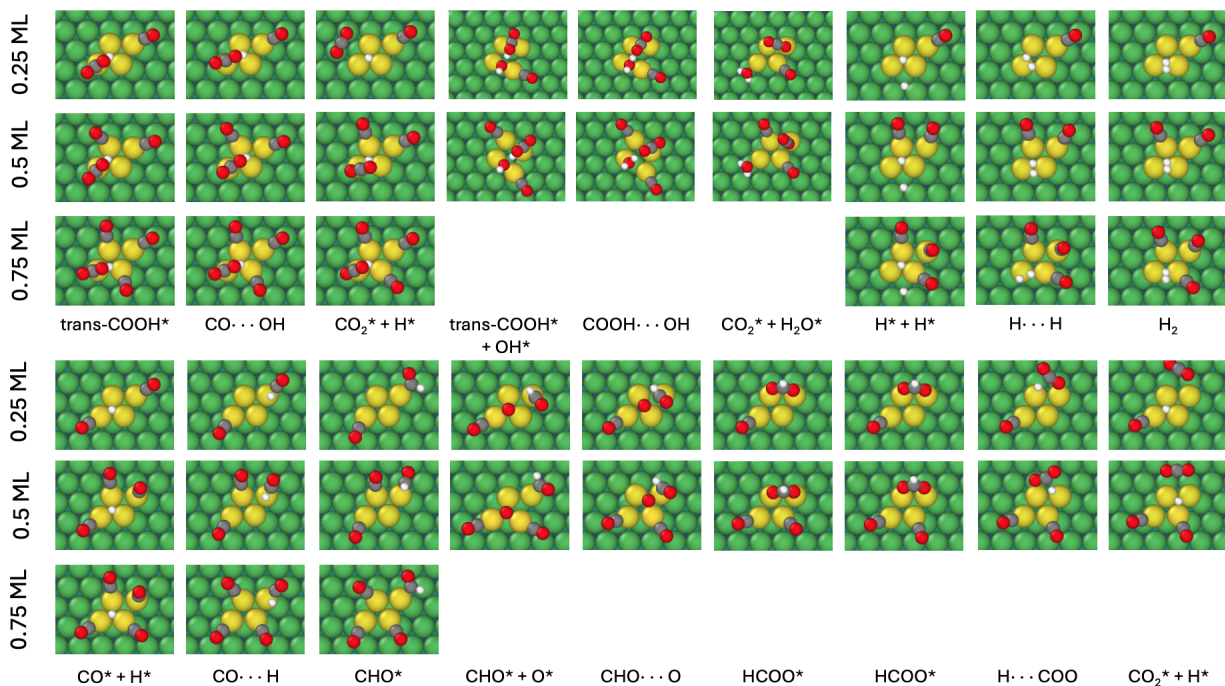 0.25 ML
0.5 ML
0.75 ML
trans-COOH*
CO· · · OH
CO₂* + H*
trans-COOH*
+ OH*
COOH· · · OH
CO₂* + H₂O*
H* + H*
H· · · H
H₂
0.25 ML
0.5 ML
0.75 ML
CO* + H*
CO· · · H
CHO*
CHO* + O*
CHO· · · O
HCOO*
HCOO*
H· · · COO
CO₂* + H*